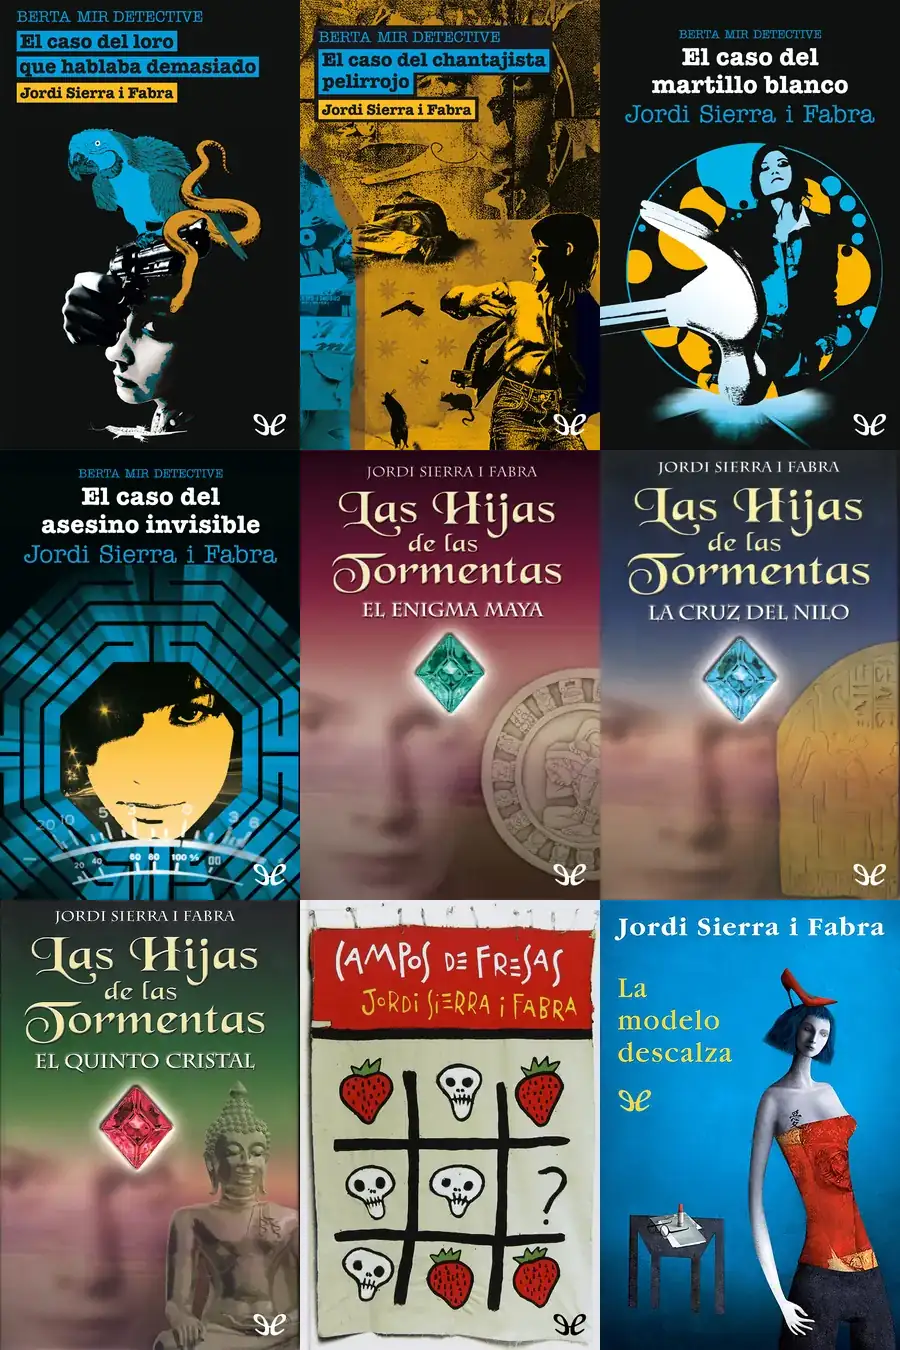 BERTA MIR DETECTIVE
El caso del loro
que hablaba demasiado
Jordi Sierra i Fabra
BERTA MIR DETECTIVE
El caso del chantajista
pelirrojo
Jordi Sierra i Fabra
BERTA MIR DETECTIVE
El caso del
martillo blanco
Jordi Sierra i Fabra
BERTA MIR DETECTIVE
El caso del
asesino invisible
Jordi Sierra i Fabra
JORDI SIERRA I FABRA
Las Hijas
de las
Tormentas
EL ENIGMA MAYA
JORDI SIERRA I FABRA
Las Hijas
de las
Tormentas
LA CRUZ DEL NILO
JORDI SIERRA I FABRA
Las Hijas
de las
Tormentas
EL QUINTO CRISTAL
CAMPOS DE FRESAS
JORDI SIERRA i FABRA
?
Jordi Sierra i Fabra
La
modelo
descalza